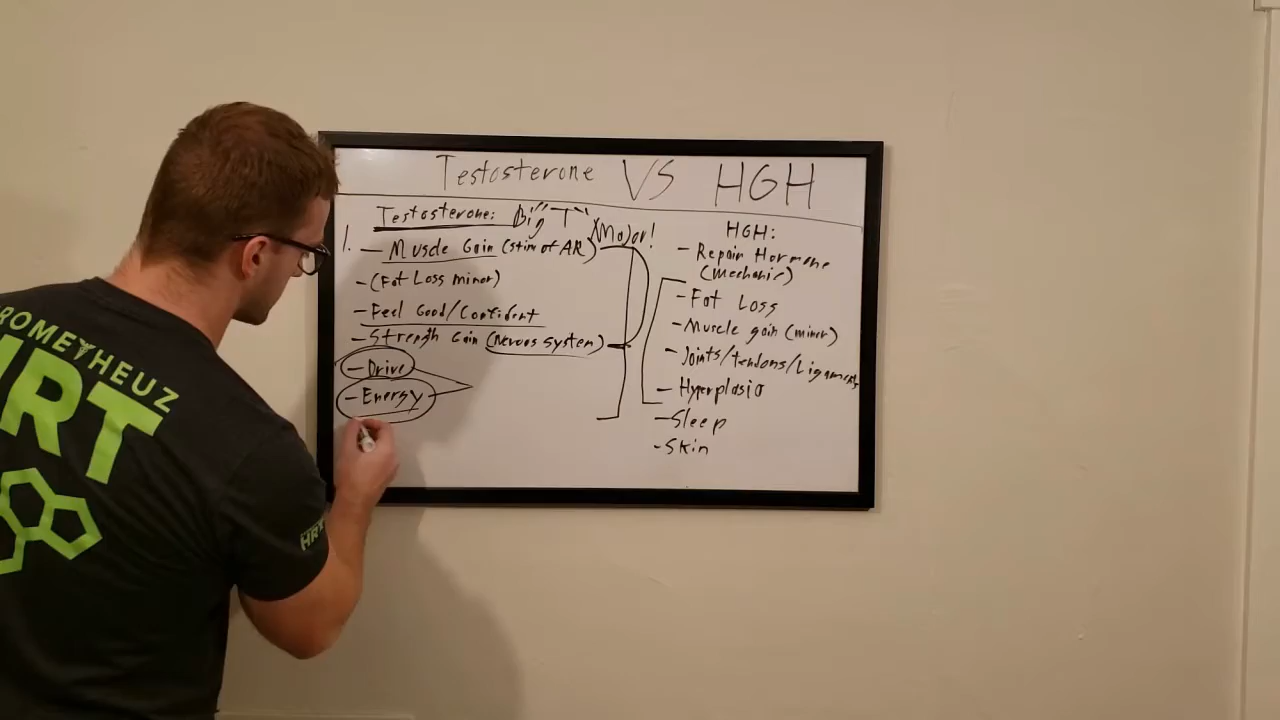 Testosterone VS HGH
Testosterone: Big "T"
1. - Muscle Gain (stim of AR) (Major!
- (Fat Loss minor)
- Feel Good/Confident
- Strength Gain (Nervous System)
- Drive
- Energy
HGH:
- Repair Hormone
(mechanic)
- Fat Loss
- Muscle gain (minor)
- Joints/tendons/Ligaments
- Hyperplasia
- Sleep
- Skin
ROMETHEUZ
HRT
HRT